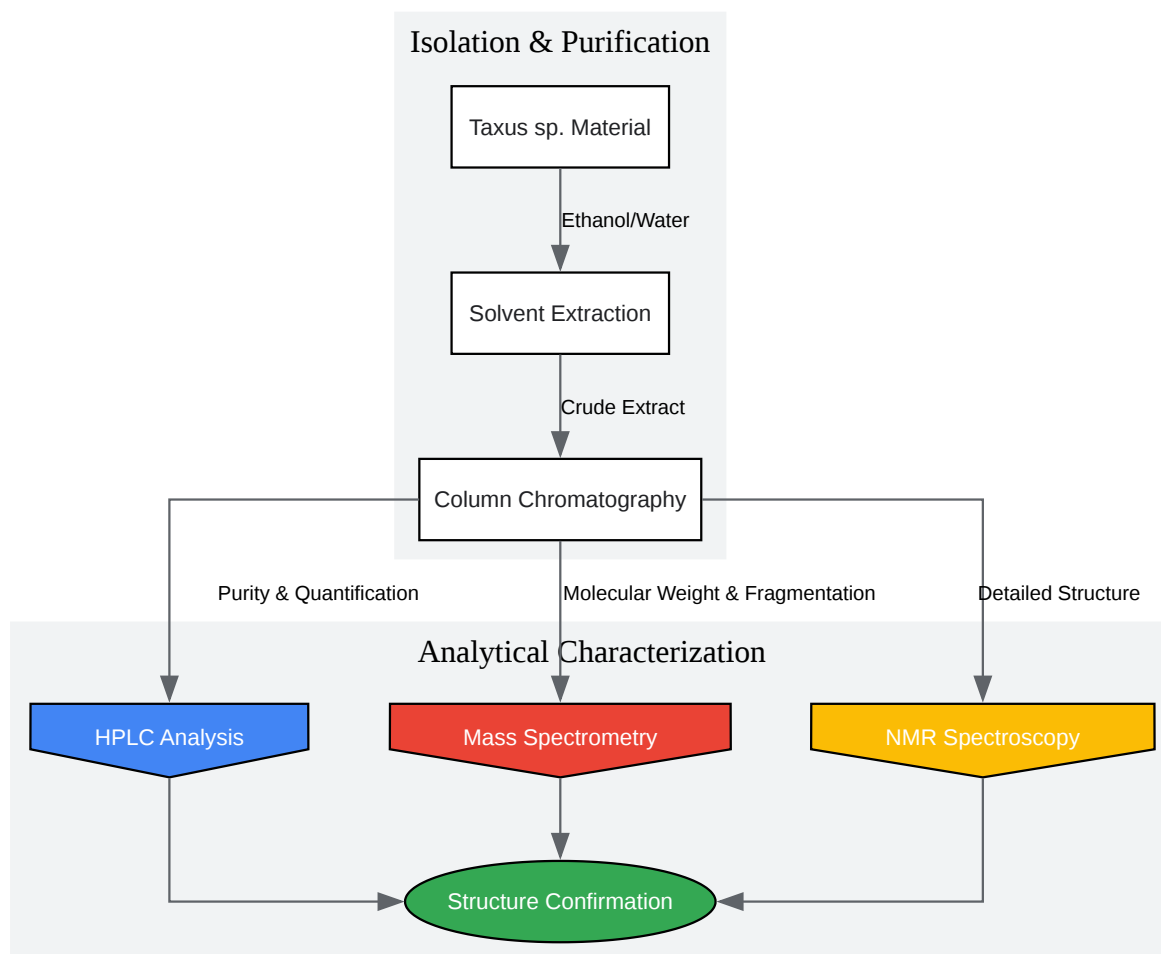 Isolation & Purification
Taxus sp. Material
Ethanol/Water
Solvent Extraction
Crude Extract
Column Chromatography
Purity & Quantification
Molecular Weight & Fragmentation
Detailed Structure
Analytical Characterization
HPLC Analysis
Mass Spectrometry
NMR Spectroscopy
Structure Confirmation